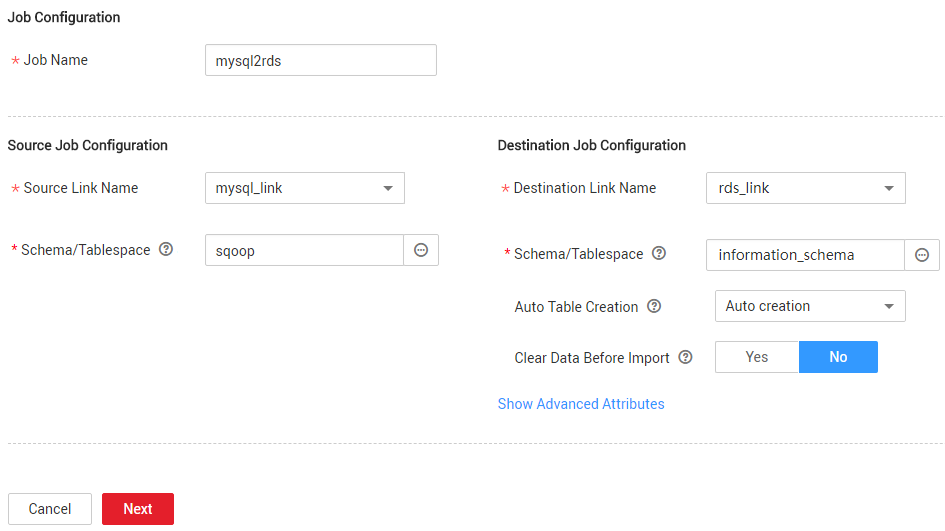 Job Configuration
* Job Name
mysql2rds
Source Job Configuration
* Source Link Name
mysql_link
* Schema/Tablespace ?
sqoop
Destination Job Configuration
* Destination Link Name
rds_link
* Schema/Tablespace ?
information_schema
Auto Table Creation ?
Auto creation
Clear Data Before Import ?
Yes No
Show Advanced Attributes
Cancel Next